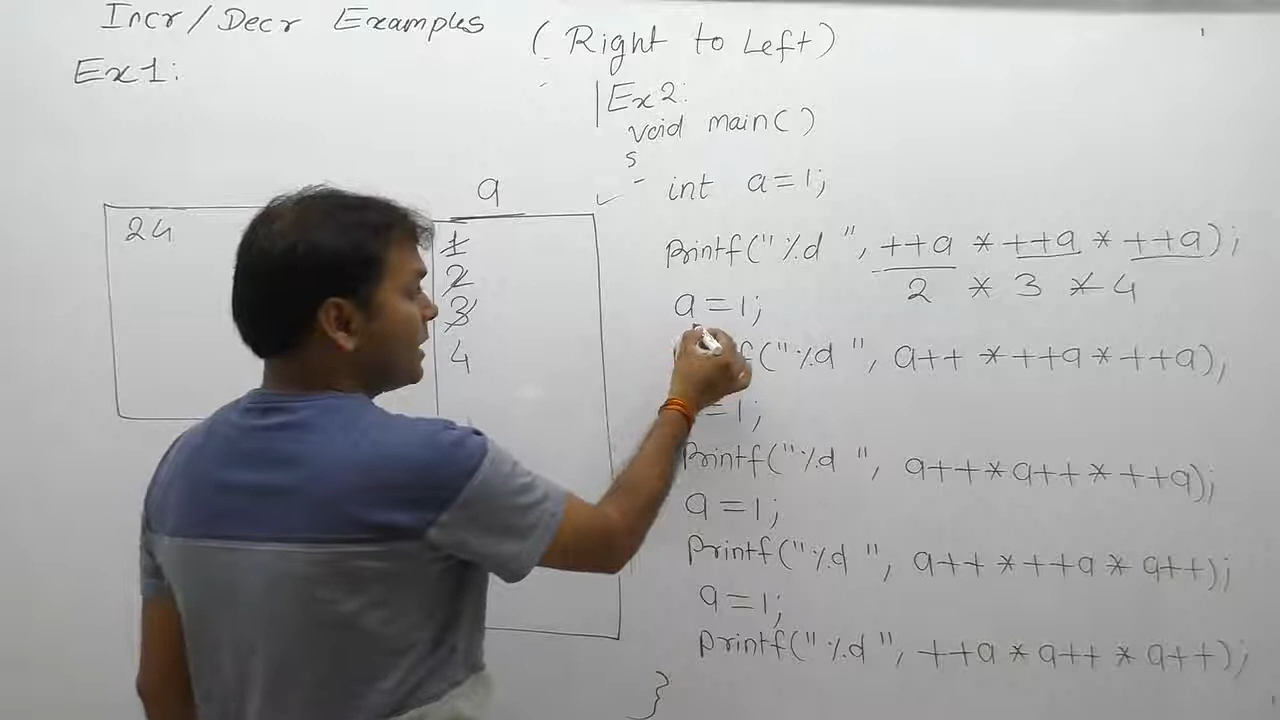 Incr/Decr Examples (Right to Left)
Ex1:
24
a
1
2
3
4
Ex2:
void main()
int a=1;
Printf("%d ", ++a * ++a * ++a);
2 * 3 * 4
a=1;
f("%d ", a++ * ++a * ++a);
=1;
Printf("%d ", a++ * a++ * ++a);
a=1;
Printf("%d ", a++ * ++a * a++);
a=1;
Printf("%d ", ++a * a++ * a++);
}